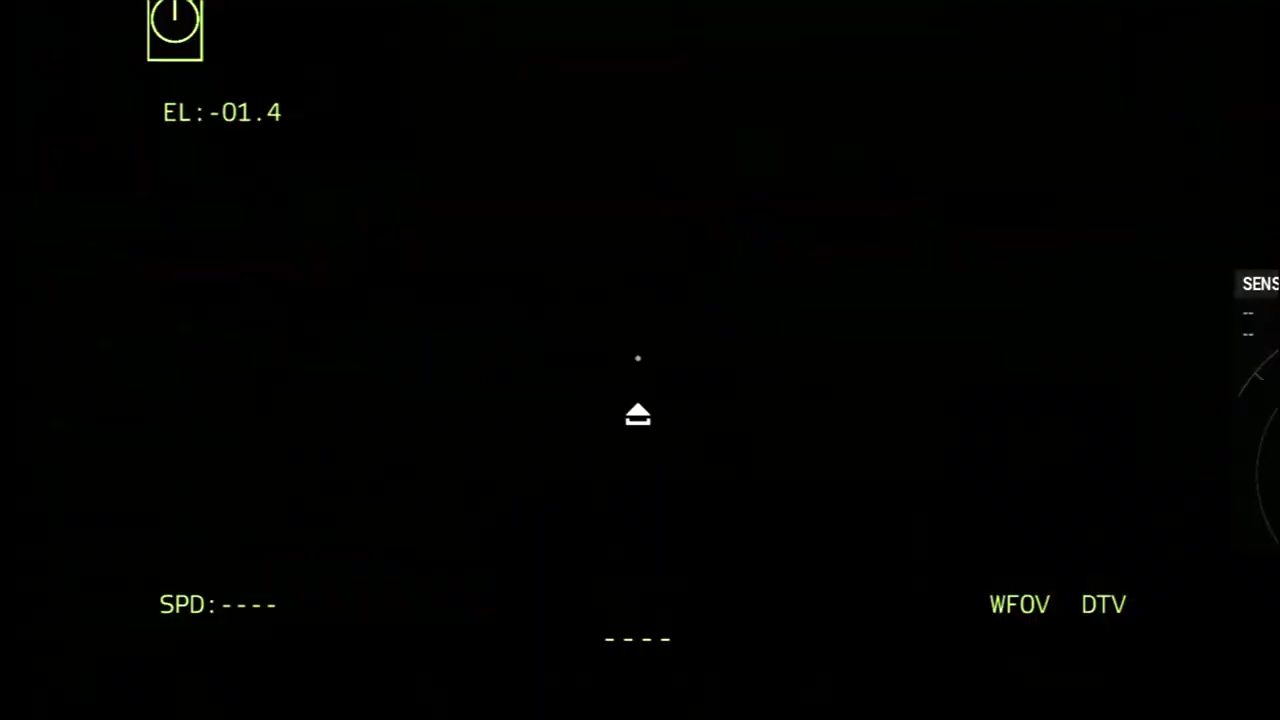 EL:-01.4
SENS
--
--
SPD:----
WFOV DTV
----